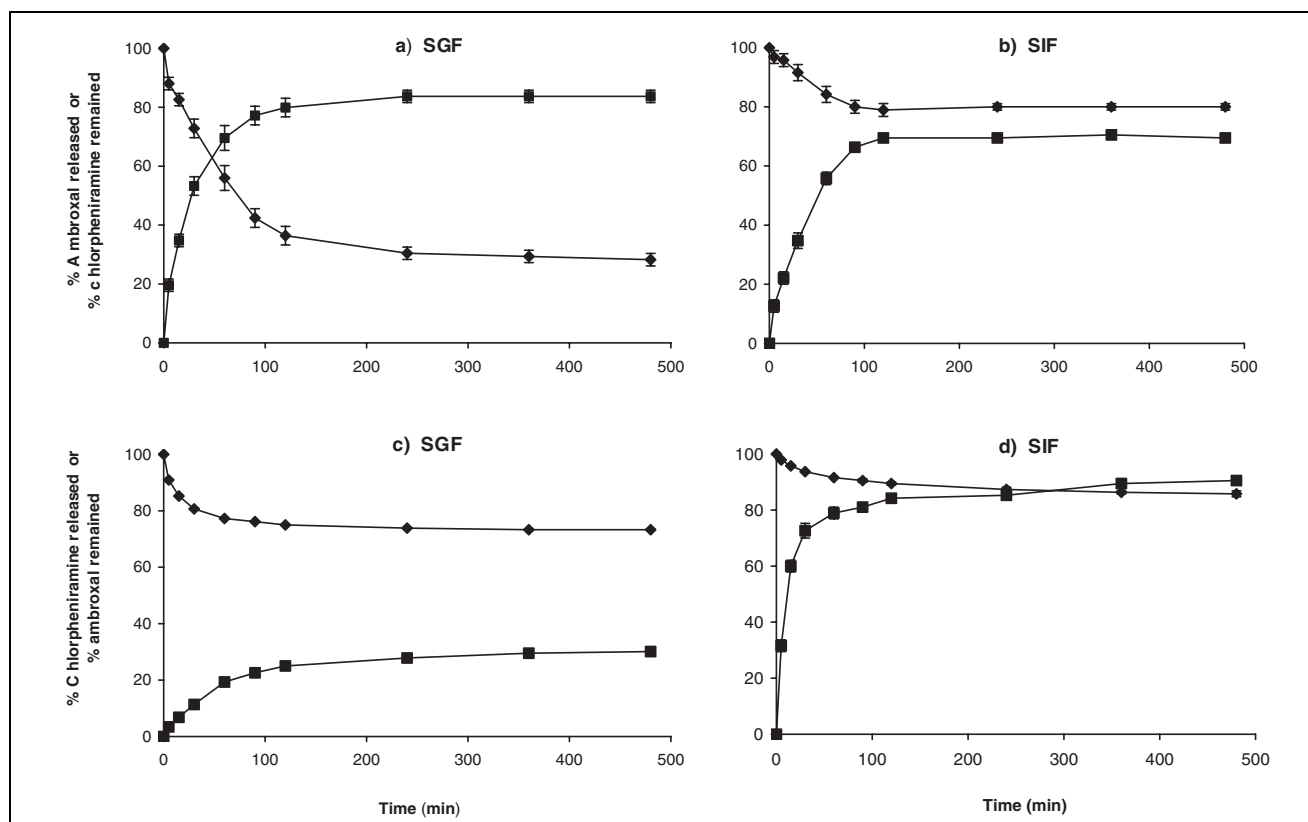 a) SGF
% A mbroxal released or
% c hlorpheniramine remained
100
80
60
40
20
0
0 100 200 300 400 500
b) SIF
100
80
60
40
20
0
0 100 200 300 400 500
c) SGF
% C hlorpheniramine released or
% ambroxal remained
100
80
60
40
20
0
0 100 200 300 400 500
Time (min)
d) SIF
100
80
60
40
20
0
0 100 200 300 400 500
Time (min)